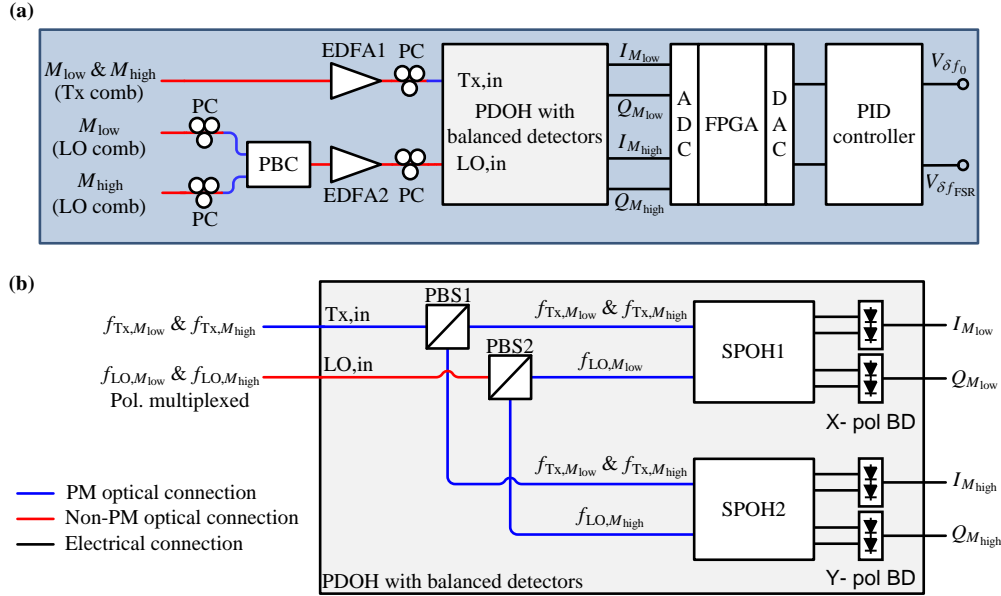 (a)
M_low & M_high
(Tx comb)
EDFA1
PC
Tx,in
PDOH with
balanced detectors
LO,in
M_low
(LO comb)
PC
M_high
(LO comb)
PC
PBC
EDFA2
PC
I_M_low
Q_M_low
I_M_high
Q_M_high
ADC
FPGA
DAC
PID
controller
V_δf_0
V_δf_FSR
(b)
f_Tx,M_low & f_Tx,M_high
Tx,in
PBS1
f_Tx,M_low & f_Tx,M_high
f_LO,M_low & f_LO,M_high
Pol. multiplexed
LO,in
PBS2
f_LO,M_low
SPOH1
I_M_low
Q_M_low
X- pol BD
f_Tx,M_low & f_Tx,M_high
f_LO,M_high
SPOH2
I_M_high
Q_M_high
Y- pol BD
PM optical connection
Non-PM optical connection
Electrical connection
PDOH with balanced detectors